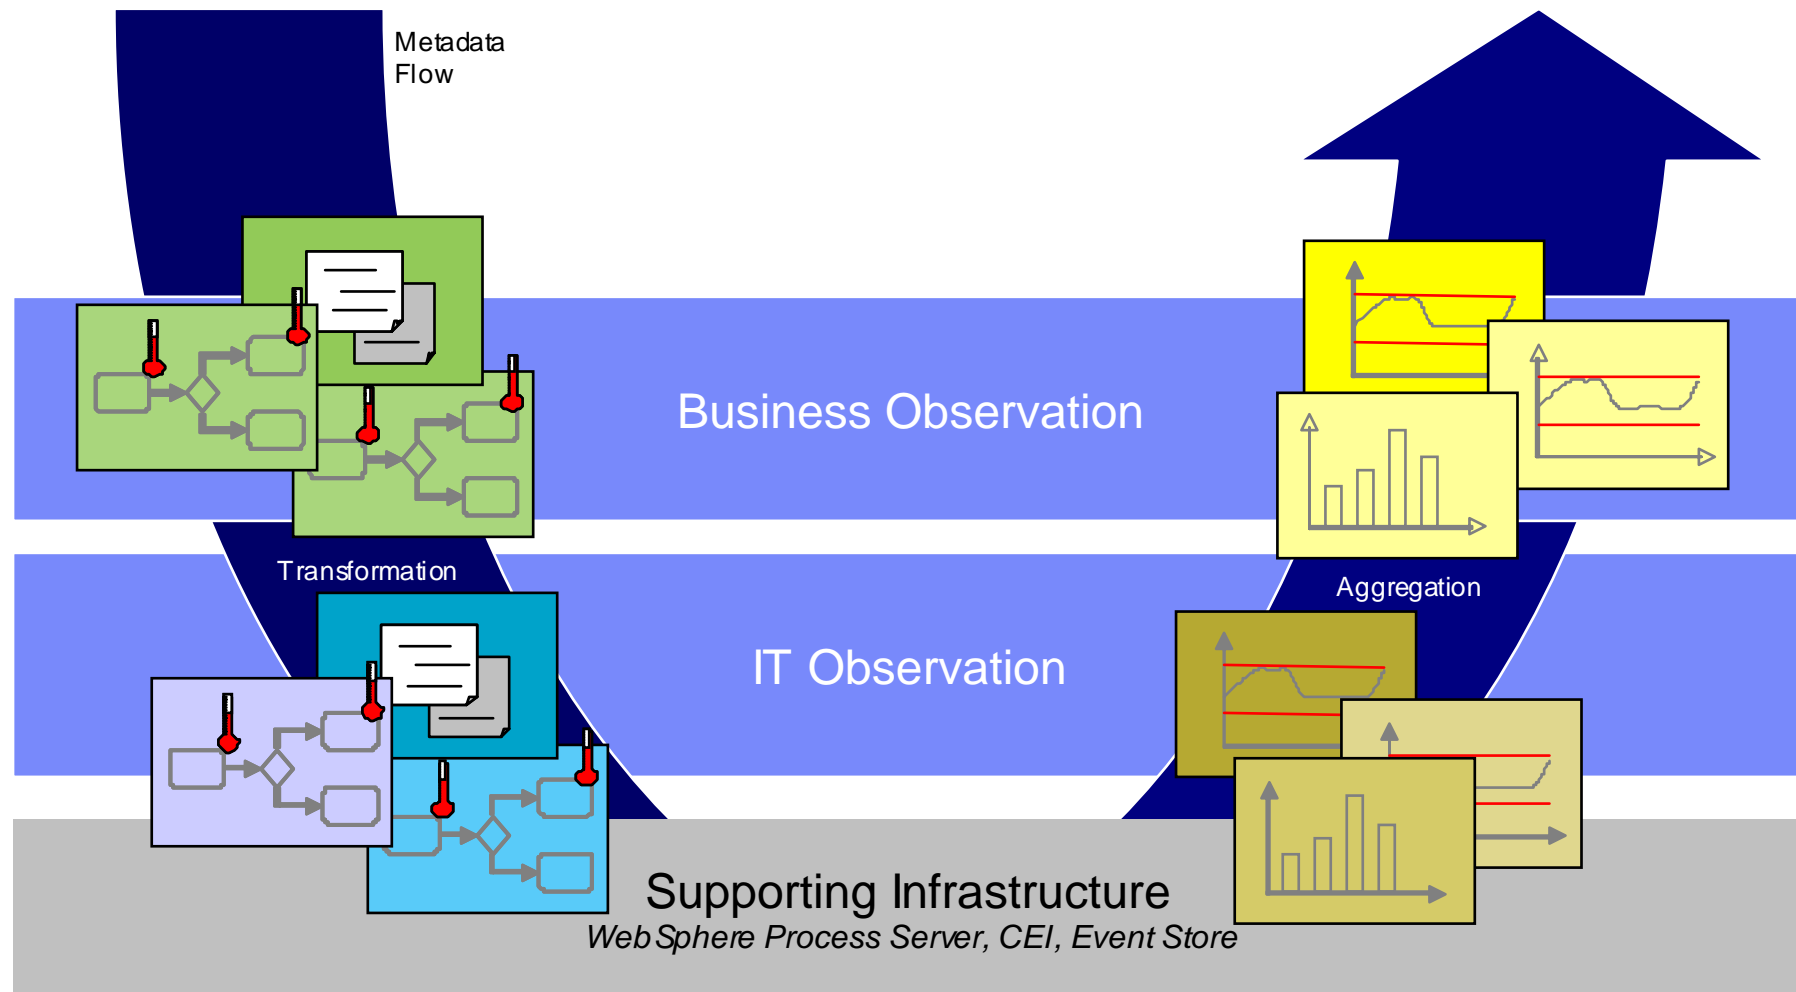 Metadata
Flow
Business Observation
Transformation
Aggregation
IT Observation
Supporting Infrastructure
WebSphere Process Server, CEI, Event Store